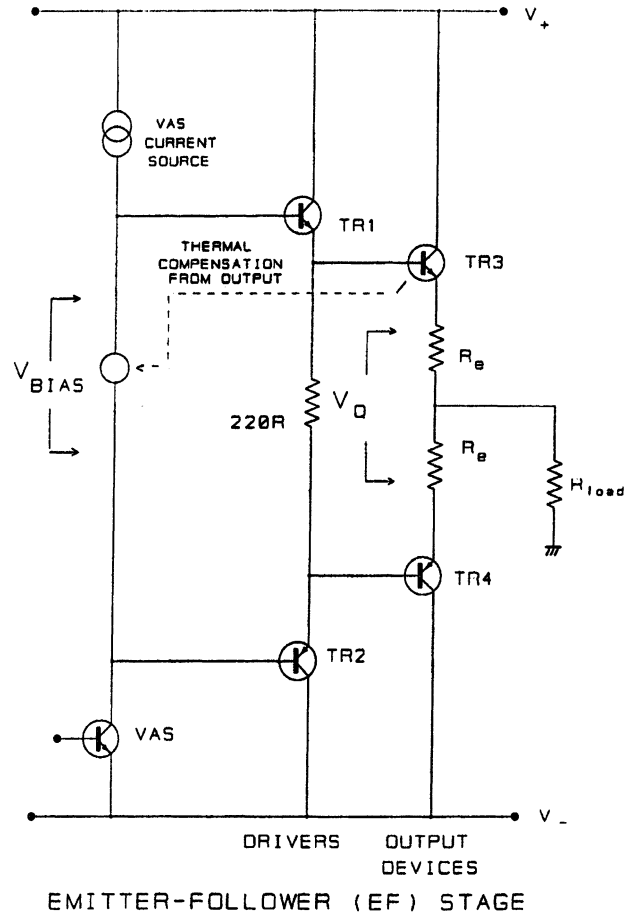 V+
VAS
CURRENT
SOURCE
TR1
THERMAL
COMPENSATION
FROM OUTPUT
TR3
VBIAS
VQ
Re
220R
Re
Rload
TR4
TR2
VAS
V-
DRIVERS
OUTPUT
DEVICES
EMITTER-FOLLOWER (EF) STAGE